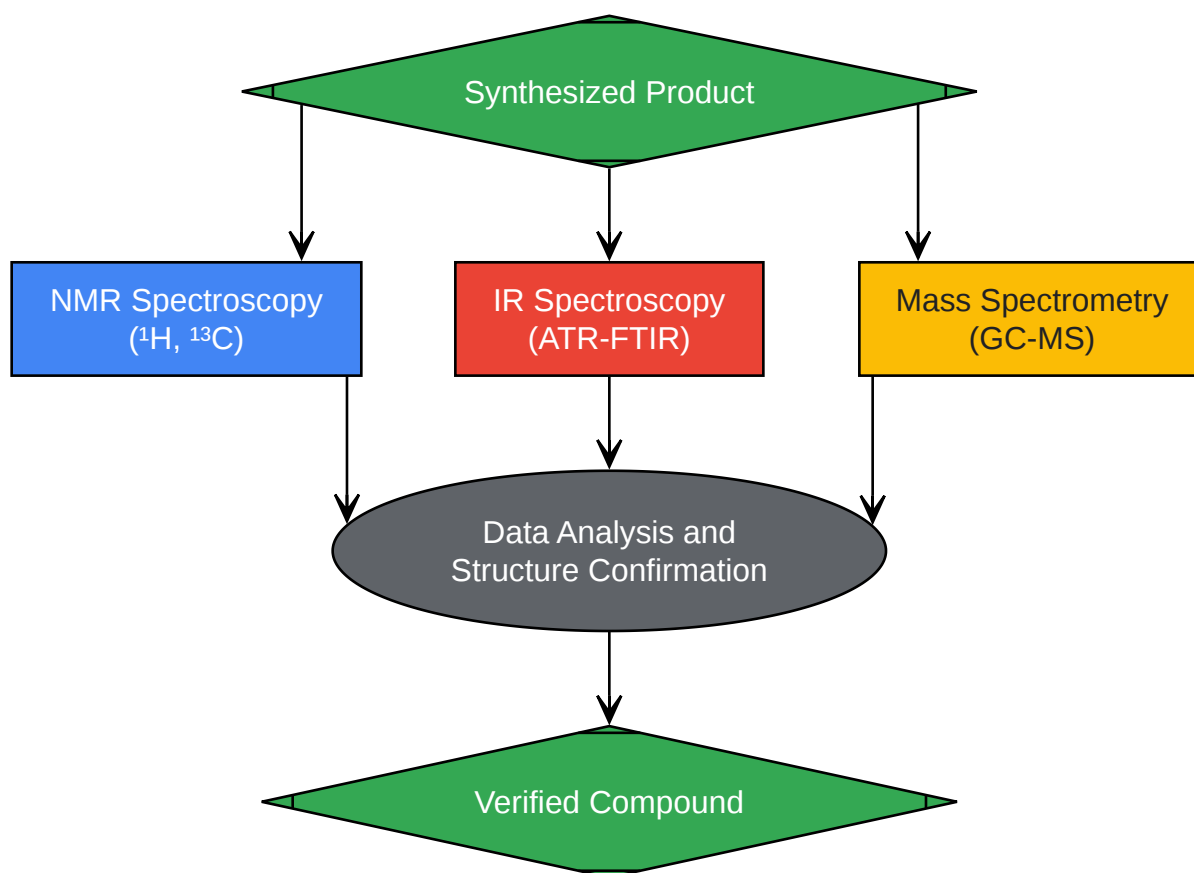 Synthesized Product
NMR Spectroscopy
(¹H, ¹³C)
IR Spectroscopy
(ATR-FTIR)
Mass Spectrometry
(GC-MS)
Data Analysis and
Structure Confirmation
Verified Compound